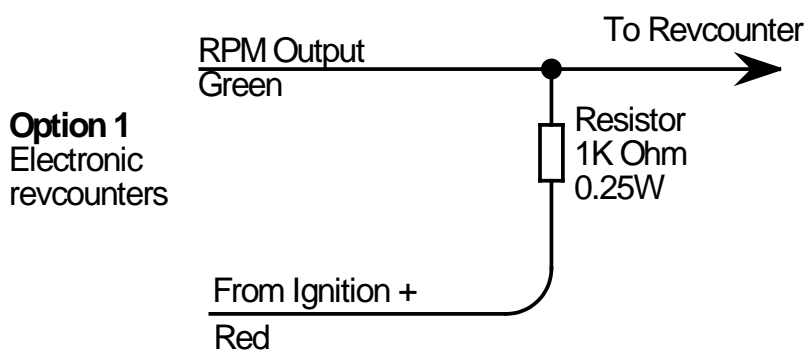 To Revcounter
RPM Output
Green
Option 1
Electronic
revcounters
Resistor
1K Ohm
0.25W
From Ignition +
Red